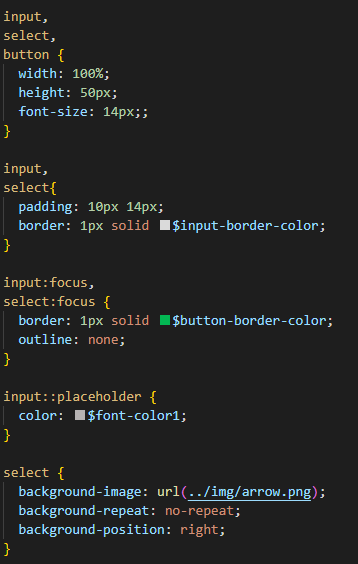 input,
select,
button {
  width: 100%;
  height: 50px;
  font-size: 14px;;
}

input,
select{
  padding: 10px 14px;
  border: 1px solid $input-border-color;
}

input:focus,
select:focus {
  border: 1px solid $button-border-color;
  outline: none;
}

input::placeholder {
  color: $font-color1;
}

select {
  background-image: url(../img/arrow.png);
  background-repeat: no-repeat;
  background-position: right;
}